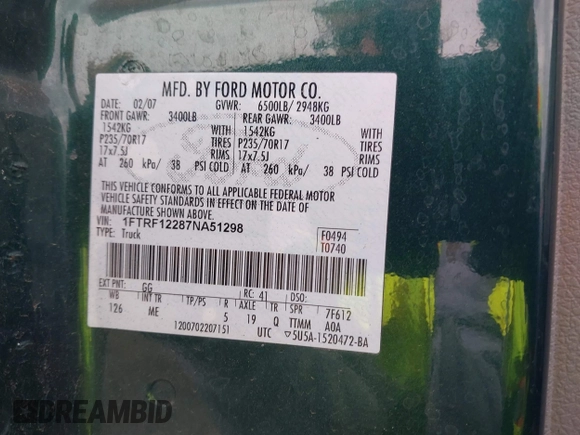 MFD. BY FORD MOTOR CO.
DATE: 02/07 GVWR: 6500LB/ 2948KG
FRONT GAWR: 3400LB REAR GAWR: 3400LB
1542KG WITH 1542KG WITH
P235/70R17 TIRES P235/70R17 TIRES
17x7.5J RIMS 17x7.5J RIMS
AT 260 kPa/ 38 PSI COLD AT 260 kPa/ 38 PSI COLD
THIS VEHICLE CONFORMS TO ALL APPLICABLE FEDERAL MOTOR
VEHICLE SAFETY STANDARDS IN EFFECT ON THE DATE OF
MANUFACTURE SHOWN ABOVE.
VIN: 1FTRF12287NA51298 F0494
TYPE: Truck T0740
EXT PNT: GG RC: 41 DSO:
WB INT TR TP/PS R AXLE TR SPR 7F612
126 ME 5 19 Q TTMM A0A
1200702207151 UTC ▽5U5A-1520472-BA
Ford
DREAMBID